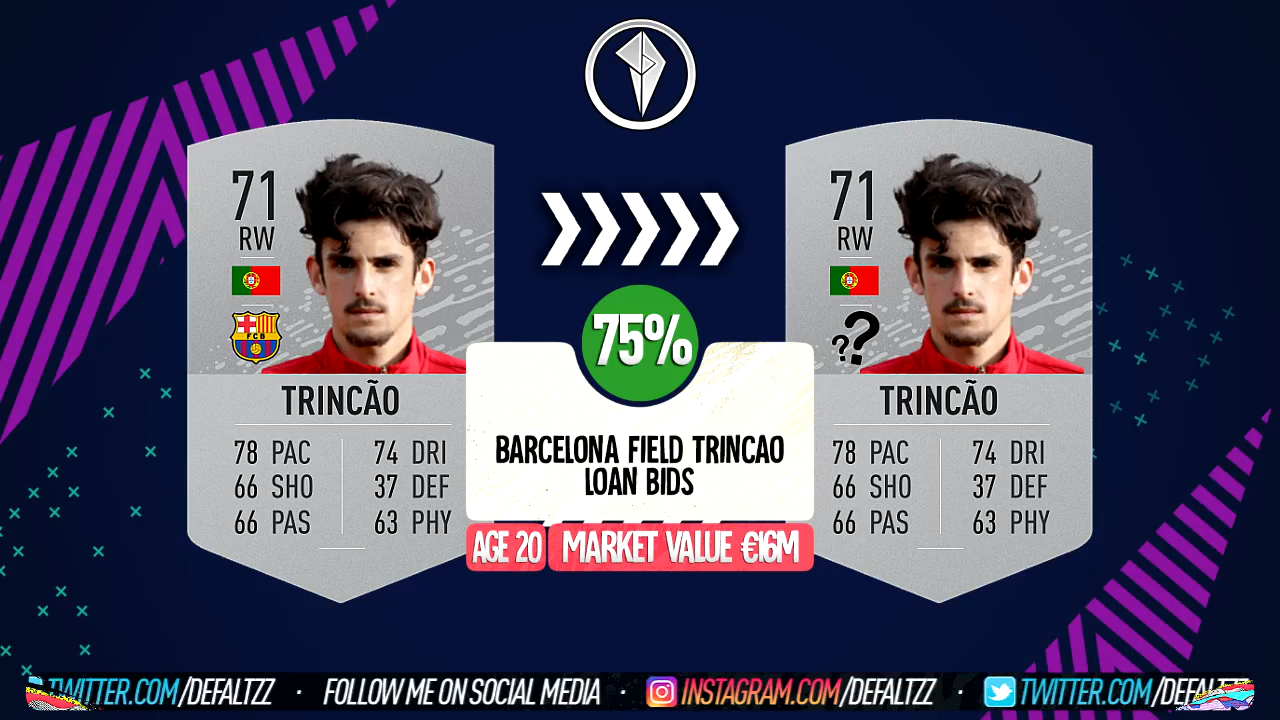 71
RW
FCB
TRINCÃO
78 PAC 74 DRI
66 SHO 37 DEF
66 PAS 63 PHY
75%
BARCELONA FIELD TRINCAO
LOAN BIDS
AGE 20 MARKET VALUE €16M
71
RW
??
TRINCÃO
78 PAC 74 DRI
66 SHO 37 DEF
66 PAS 63 PHY
TWITTER.COM/DEFALTZZ · FOLLOW ME ON SOCIAL MEDIA · INSTAGRAM.COM/DEFALTZZ · TWITTER.COM/DEFALTZZ